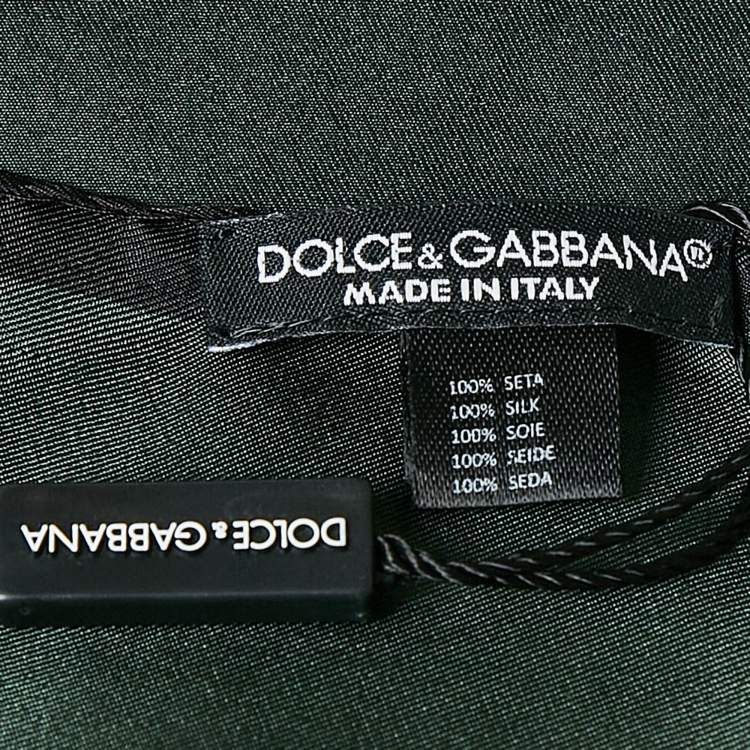 DOLCE & GABBANA
MADE IN ITALY
100% SETA
100% SILK
100% SOIE
100% SEIDE
100% SEDA
DOLCE & GABBANA